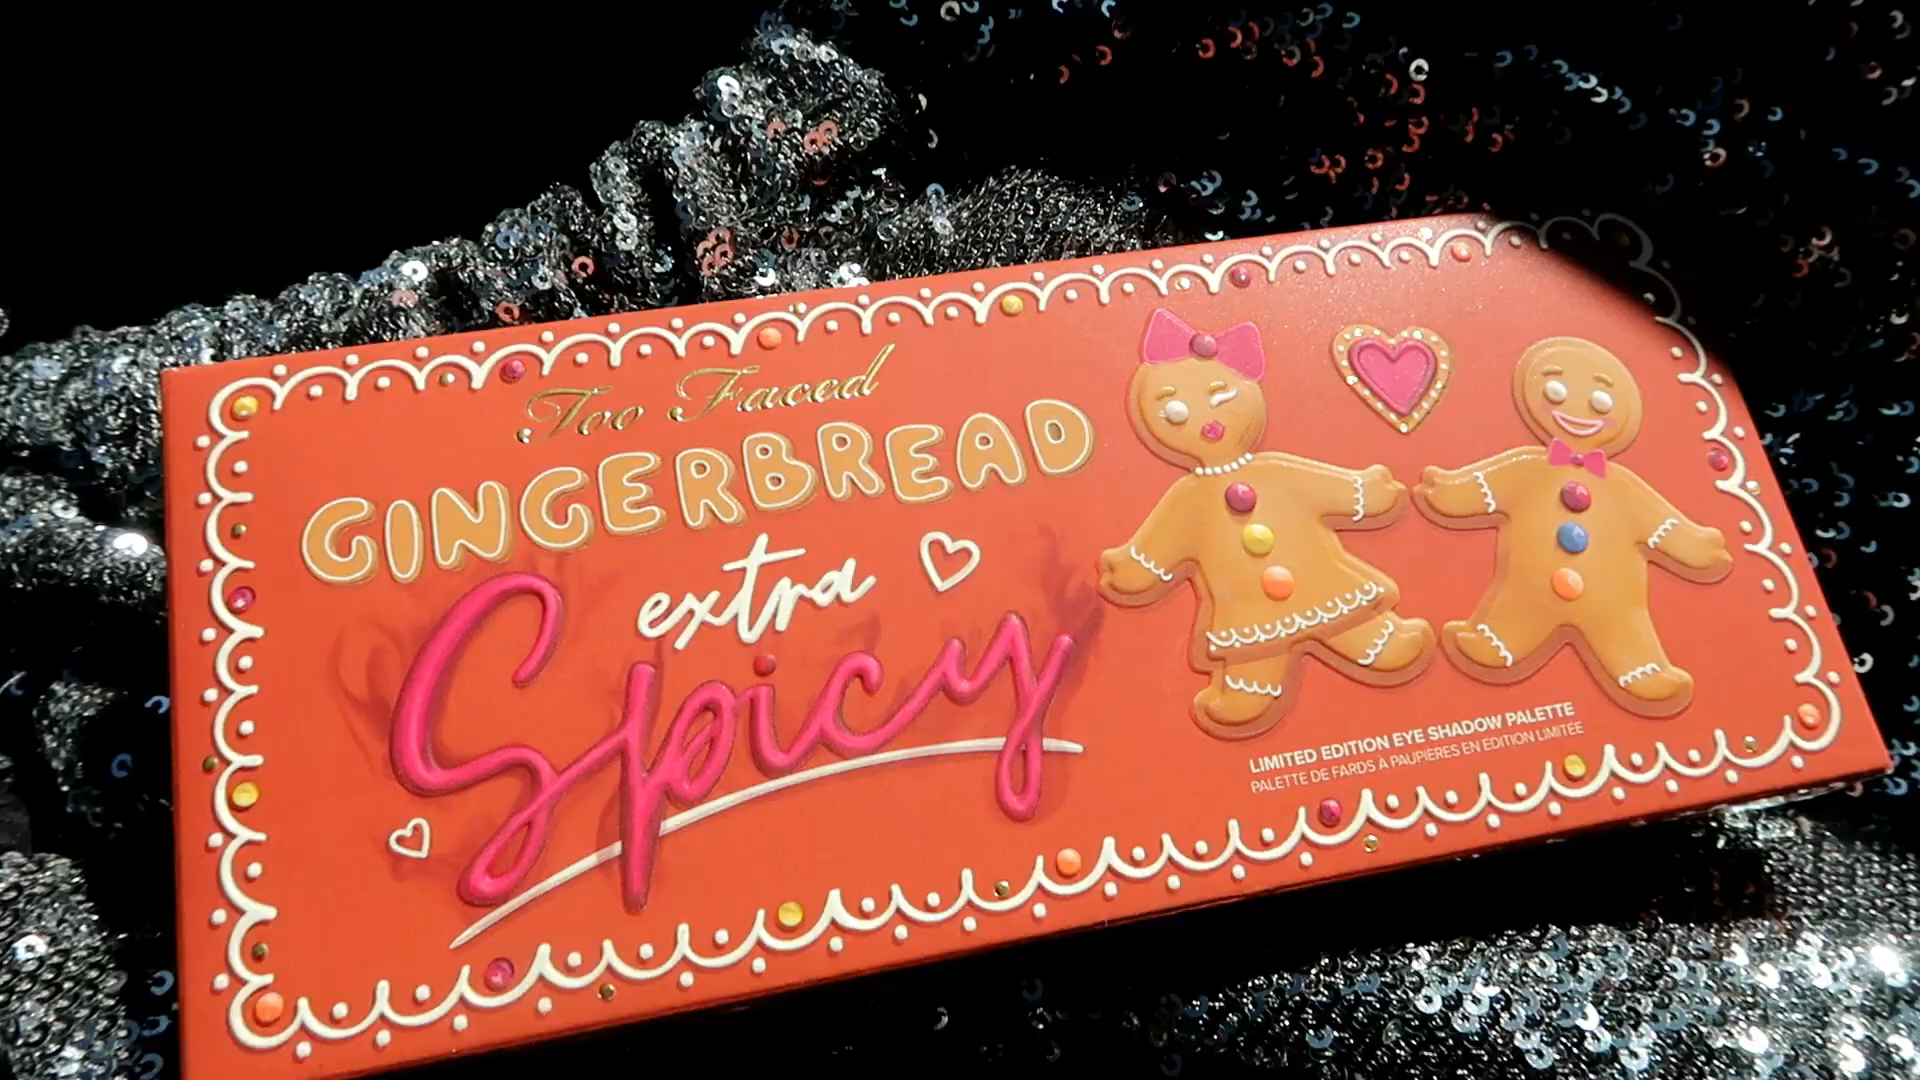 Too Faced
GINGERBREAD
extra
Spicy
LIMITED EDITION EYE SHADOW PALETTE
PALETTE DE FARDS À PAUPIÈRES EN ÉDITION LIMITÉE